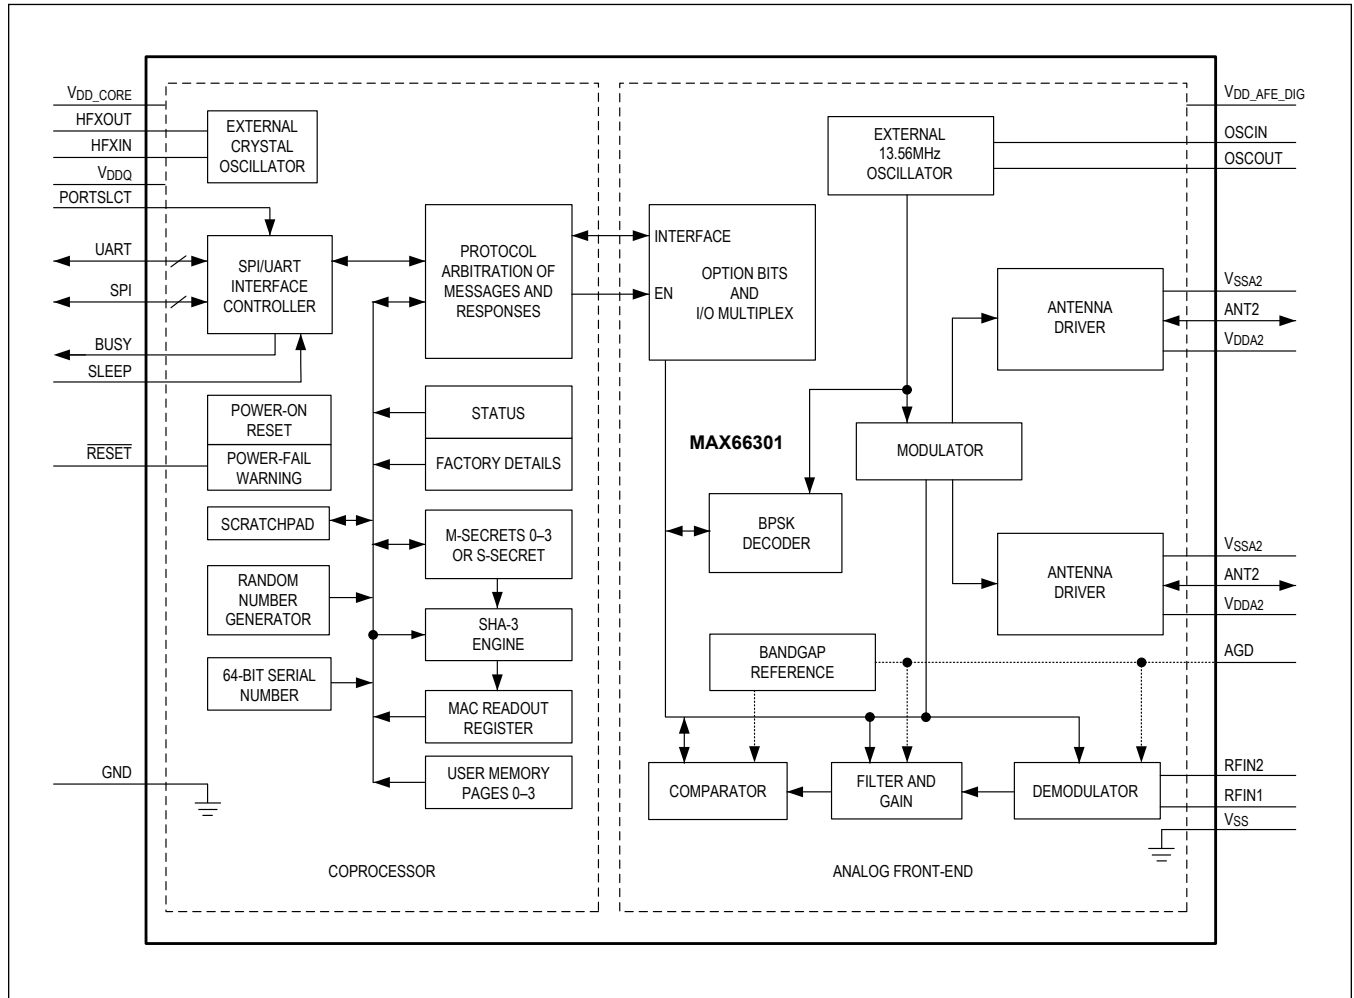 VDD_CORE
HFXOUT
HFXIN
VDDQ
PORTSLCT
UART
SPI
BUSY
SLEEP
RESET
GND
EXTERNAL
CRYSTAL
OSCILLATOR
SPI/UART
INTERFACE
CONTROLLER
POWER-ON
RESET
POWER-FAIL
WARNING
SCRATCHPAD
RANDOM
NUMBER
GENERATOR
64-BIT SERIAL
NUMBER
PROTOCOL
ARBITRATION OF
MESSAGES AND
RESPONSES
STATUS
FACTORY DETAILS
M-SECRETS 0–3
OR S-SECRET
SHA-3
ENGINE
MAC READOUT
REGISTER
USER MEMORY
PAGES 0–3
COPROCESSOR
INTERFACE
EN
OPTION BITS
AND
I/O MULTIPLEX
EXTERNAL
13.56MHz
OSCILLATOR
MAX66301
MODULATOR
BPSK
DECODER
ANTENNA
DRIVER
ANTENNA
DRIVER
BANDGAP
REFERENCE
COMPARATOR
FILTER AND
GAIN
DEMODULATOR
ANALOG FRONT-END
VDD_AFE_DIG
OSCIN
OSCOUT
VSSA2
ANT2
VDDA2
VSSA2
ANT2
VDDA2
AGD
RFIN2
RFIN1
VSS